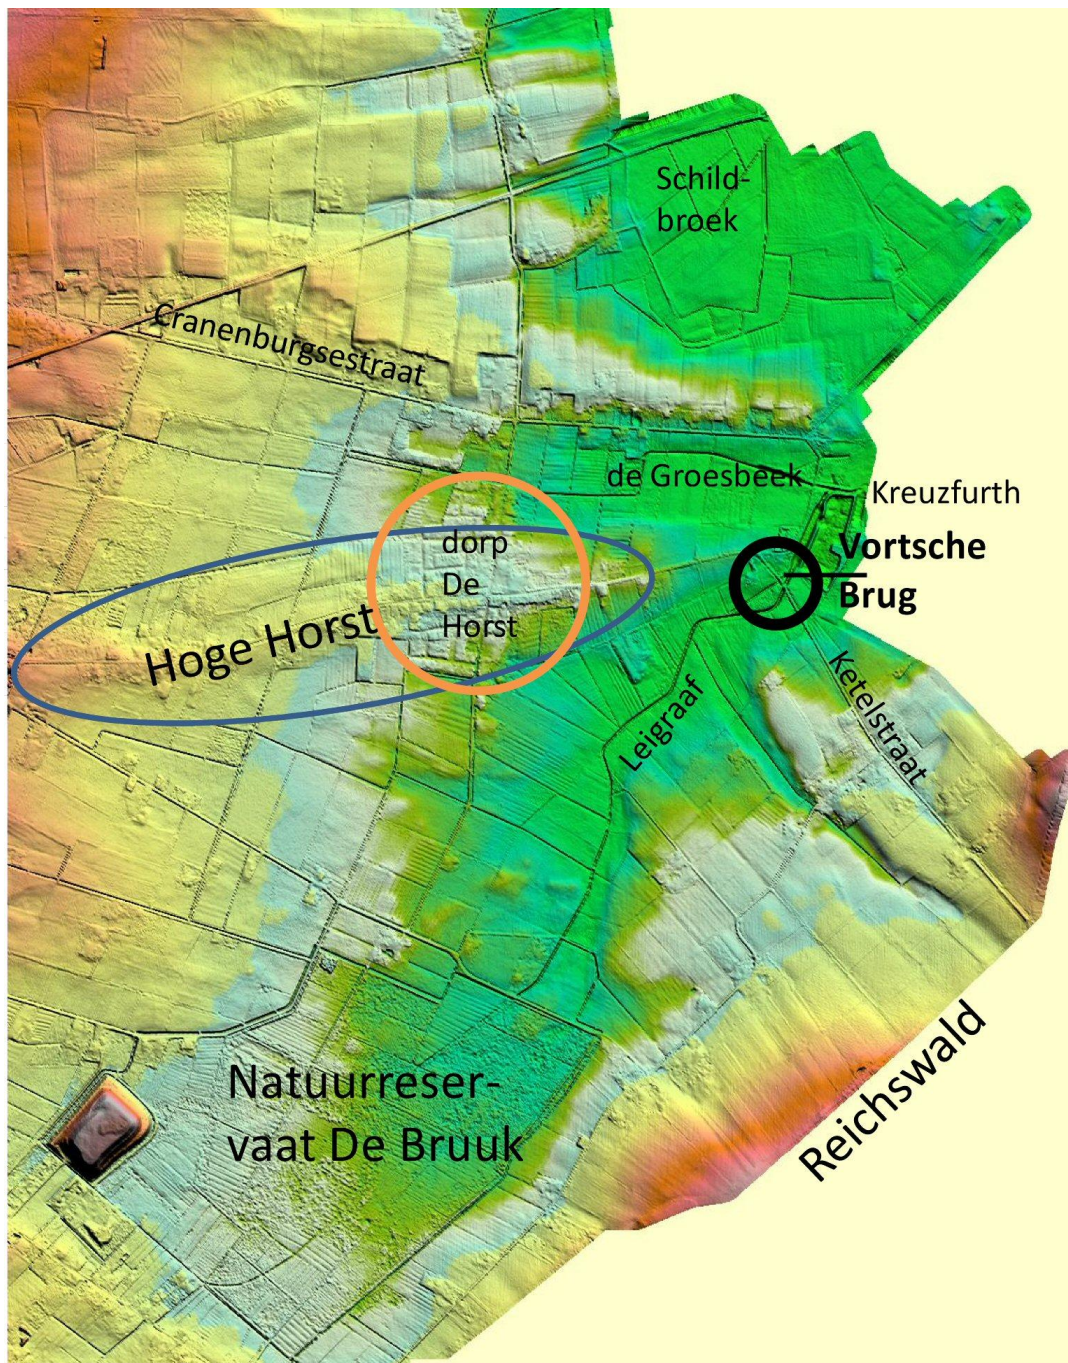 Schild-
broek
Cranenburgsestraat
de Groesbeek
Kreuzfurth
dorp
De
Horst
Vortsche
Brug
Hoge Horst
Ketelstraat
Leigraaf
Natuurreser-
vaat De Bruuk
Reichswald